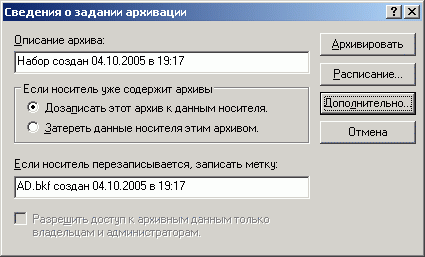 Сведения о задании архивации
Описание архива:
Набор создан 04.10.2005 в 19:17
Если носитель уже содержит архивы
Дозаписать этот архив к данным носителя.
Затереть данные носителя этим архивом.
Если носитель перезаписывается, записать метку:
AD.bkf создан 04.10.2005 в 19:17
Разрешить доступ к архивным данным только
владельцам и администраторам.
Архивировать
Расписание...
Дополнительно...
Отмена